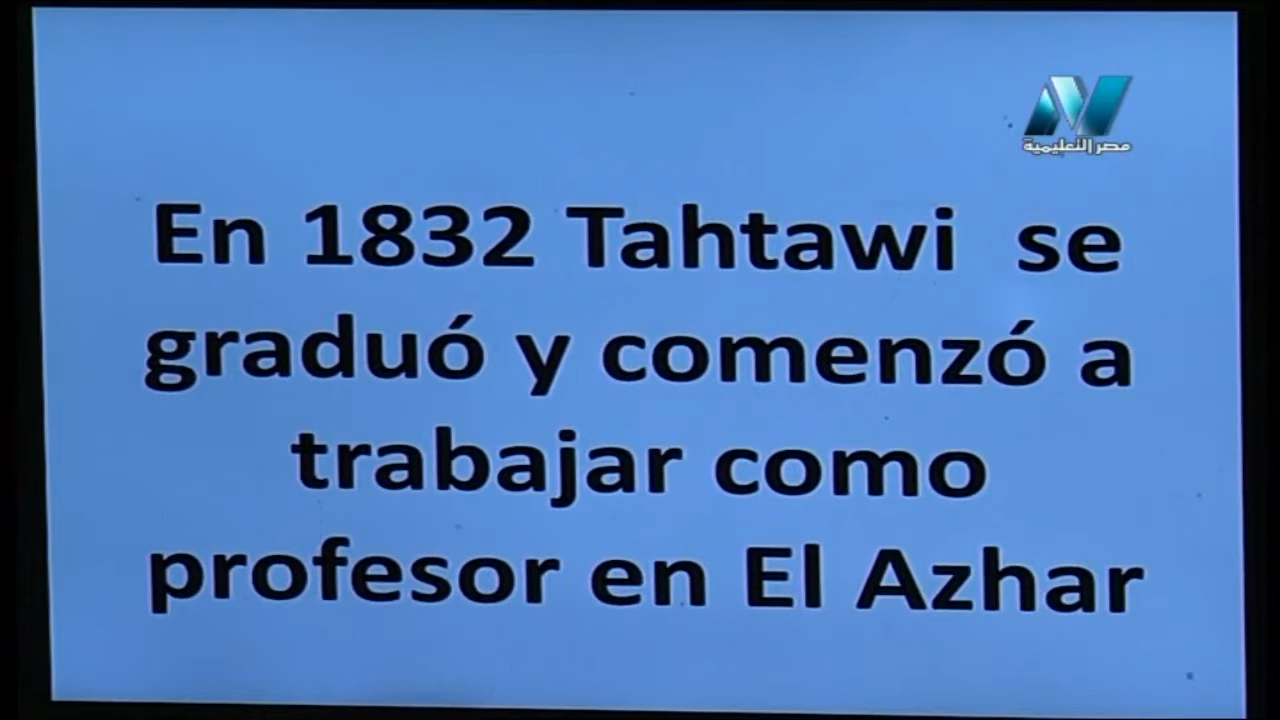 مصر التعليمية
En 1832 Tahtawi se
graduó y comenzó a
trabajar como
profesor en El Azhar